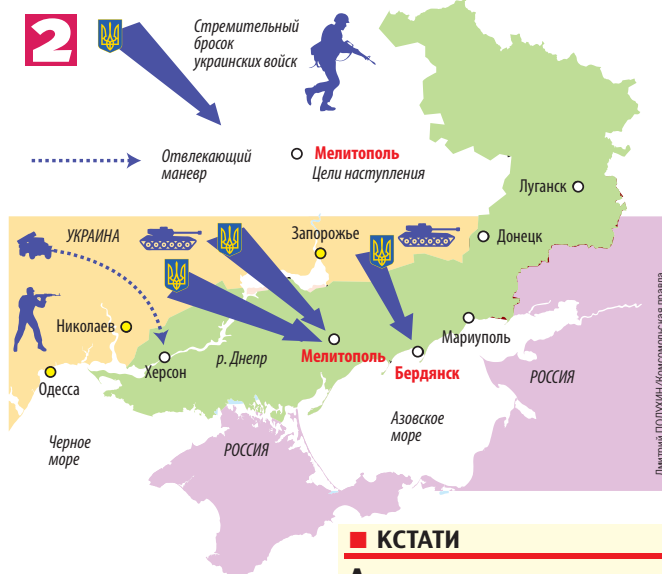 2
Стремительный
бросок
украинских войск
Отвлекающий
маневр
Мелитополь
Цели наступления
Луганск
УКРАИНА
Запорожье
Донецк
Николаев
Мариуполь
Херсон
р. Днепр
Мелитополь
Бердянск
Одесса
РОССИЯ
Азовское
море
Черное
море
РОССИЯ
Дмитрий ПОЛУХИН/Комсомольская правда
КСТАТИ